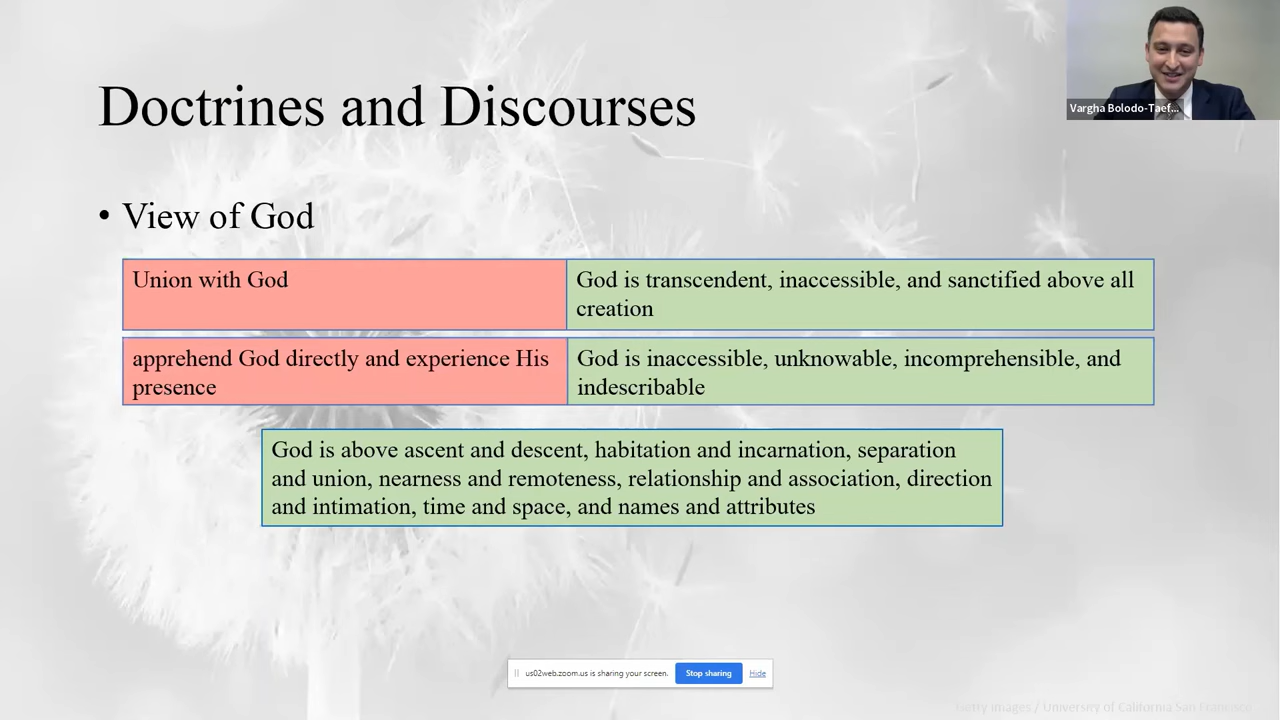 Doctrines and Discourses
Vargha Bolodo-Taef...
• View of God
Union with God
God is transcendent, inaccessible, and sanctified above all
creation
apprehend God directly and experience His
presence
God is inaccessible, unknowable, incomprehensible, and
indescribable
God is above ascent and descent, habitation and incarnation, separation
and union, nearness and remoteness, relationship and association, direction
and intimation, time and space, and names and attributes
us02web.zoom.us is sharing your screen.
Stop sharing
Hide
Getty Images / University of California San Francisco